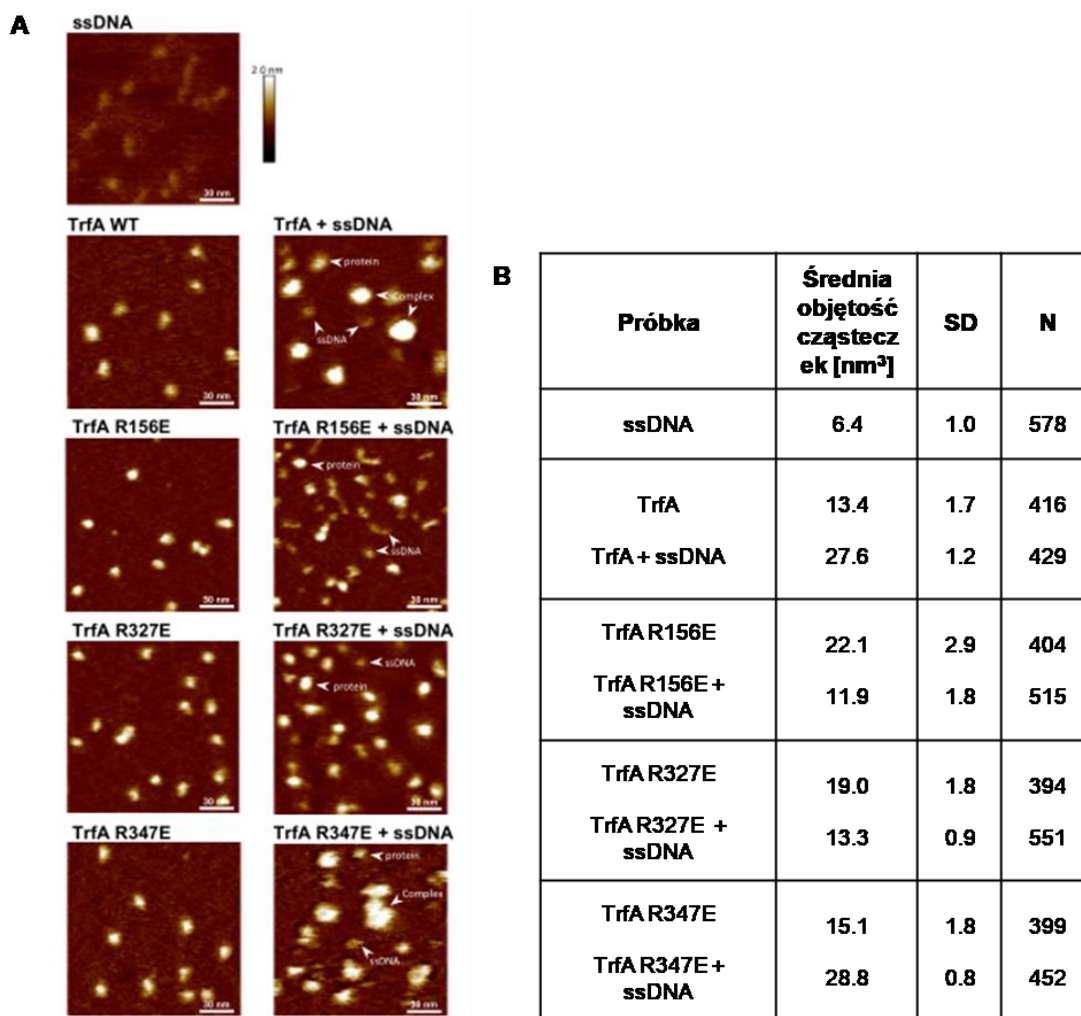 A
ssDNA
2.0 nm
30 nm
TrfA WT
30 nm
TrfA + ssDNA
protein
Complex
ssDNA
30 nm
TrfA R156E
30 nm
TrfA R156E + ssDNA
protein
ssDNA
30 nm
TrfA R327E
30 nm
TrfA R327E + ssDNA
ssDNA
protein
30 nm
TrfA R347E
30 nm
TrfA R347E + ssDNA
protein
Complex
ssDNA
30 nm
B
Próbka
Średnia
objętość
cząstecz
ek [nm³]
SD
N
ssDNA 6.4 1.0 578
TrfA 13.4 1.7 416
TrfA + ssDNA 27.6 1.2 429
TrfA R156E 22.1 2.9 404
TrfA R156E +
ssDNA 11.9 1.8 515
TrfA R327E 19.0 1.8 394
TrfA R327E +
ssDNA 13.3 0.9 551
TrfA R347E 15.1 1.8 399
TrfA R347E +
ssDNA 28.8 0.8 452